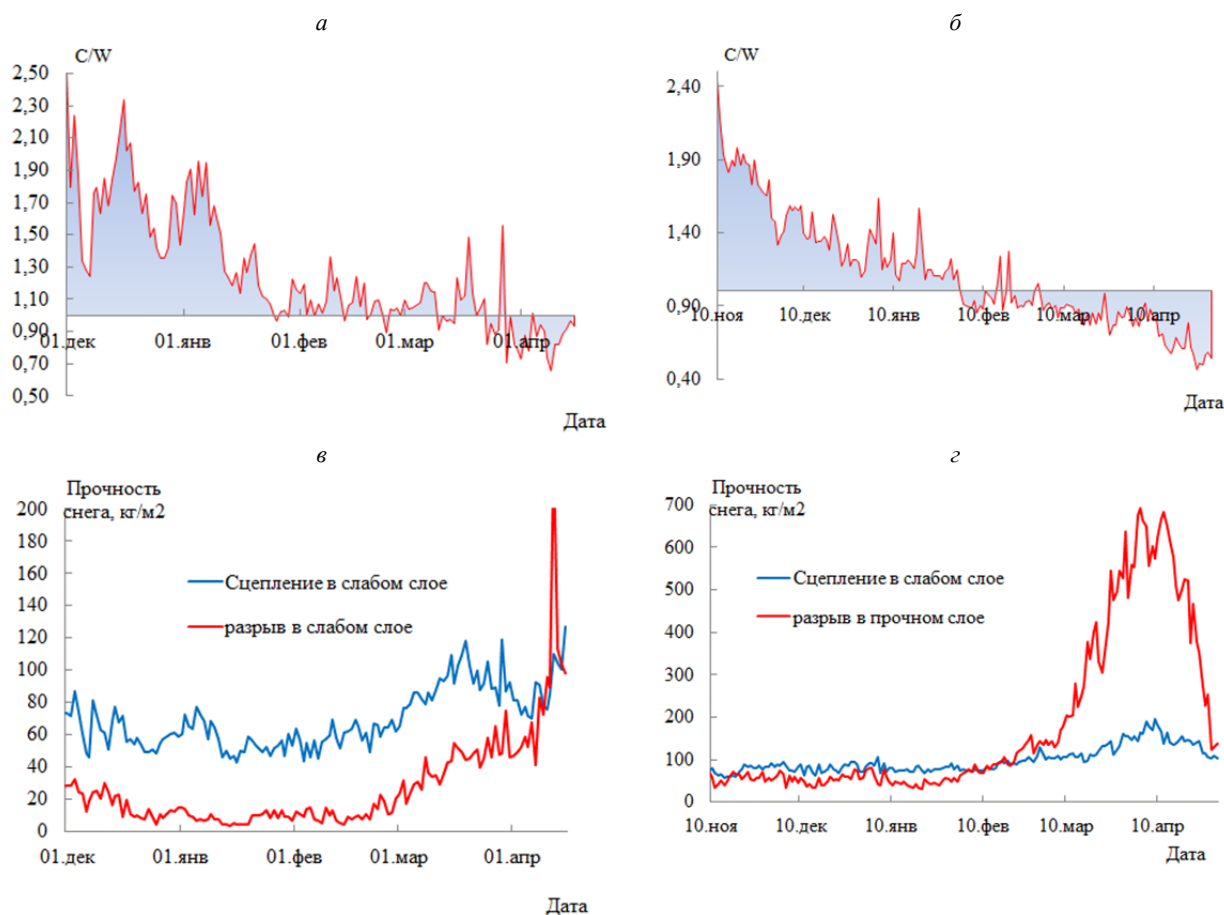 а
C/W
2,50
2,30
2,10
1,90
1,70
1,50
1,30
1,10
0,90
0,70
0,50
01.дек
01.янв
01.фев
01.мар
01.апр
Дата
б
C/W
2,40
1,90
1,40
0,90
0,40
10.ноя
10.дек
10.янв
10.фев
10.мар
10.апр
Дата
в
Прочность
снега, кг/м2
200
180
160
140
120
100
80
60
40
20
0
Сцепление в слабом слое
разрыв в слабом слое
01.дек
01.янв
01.фев
01.мар
01.апр
Дата
г
Прочность
снега, кг/м2
700
600
500
400
300
200
100
0
Сцепление в слабом слое
разрыв в прочном слое
10.ноя
10.дек
10.янв
10.фев
10.мар
10.апр
Дата